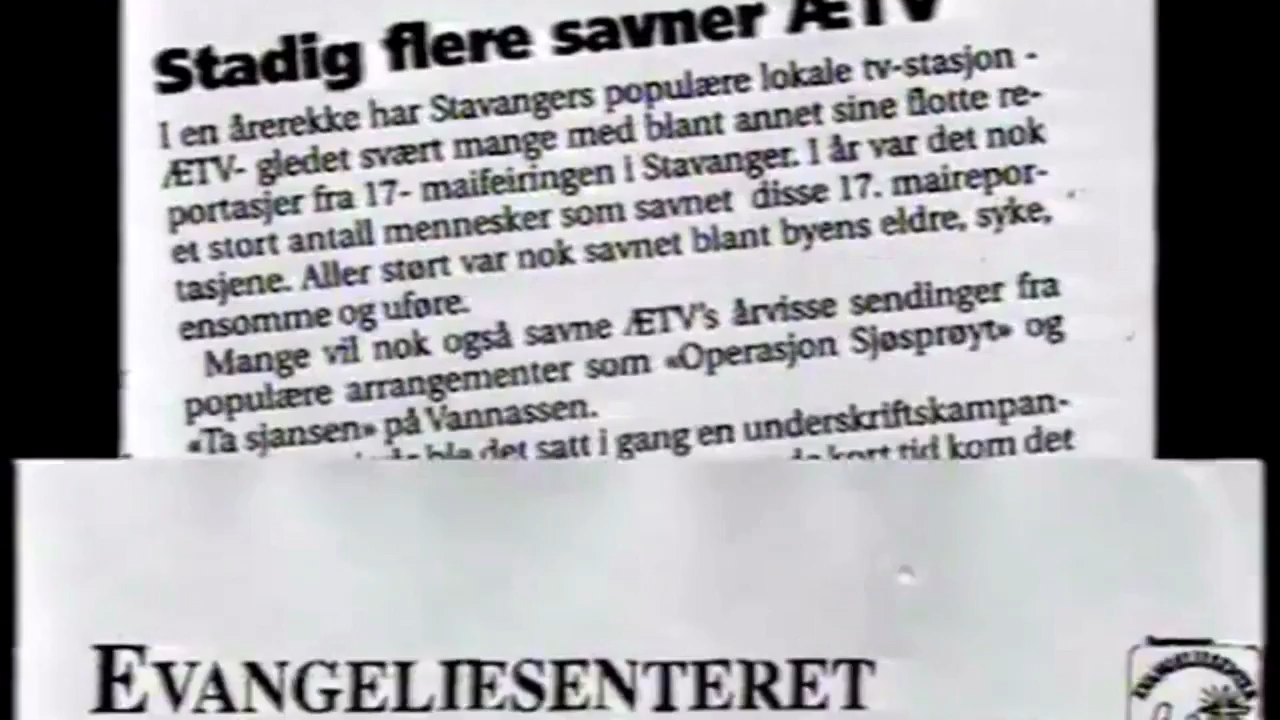 Stadig flere savner ÆTV
I en årerekke har Stavangers populære lokale tv-stasjon -
ÆTV- gledet svært mange med blant annet sine flotte re-
portasjer fra 17- maifeiringen i Stavanger. I år var det nok
et stort antall mennesker som savnet disse 17. mairepor-
tasjene. Aller størt var nok savnet blant byens eldre, syke,
ensomme og uføre.
Mange vil nok også savne ÆTV's årvisse sendinger fra
populære arrangementer som «Operasjon Sjøsprøyt» og
«Ta sjansen» på Vannassen.
ble det satt i gang en underskriftskampan-
kort tid kom det
EVANGELIESENTERET